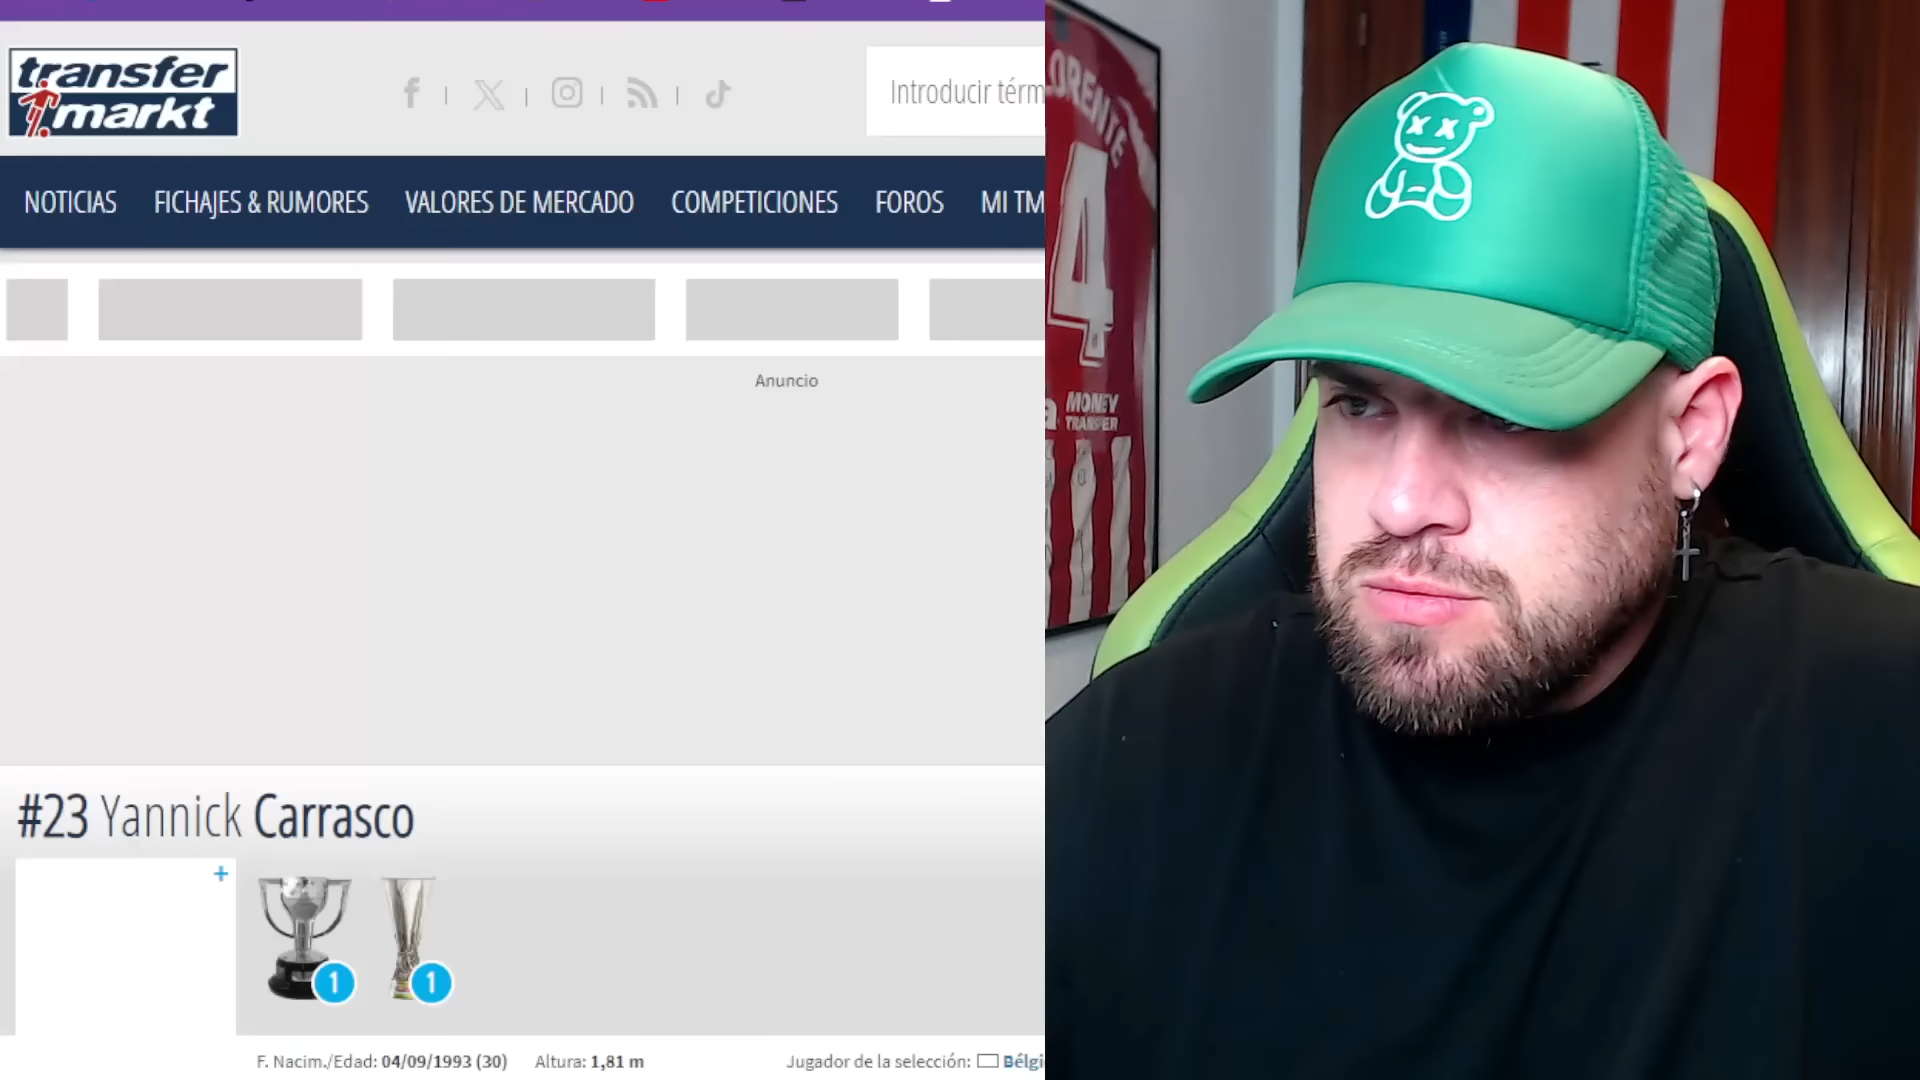 transfer
markt
Introducir térm
NOTICIAS FICHAJES & RUMORES VALORES DE MERCADO COMPETICIONES FOROS MI TM
Anuncio
#23 Yannick Carrasco
+
1 1
F. Nacim./Edad: 04/09/1993 (30) Altura: 1,81 m Jugador de la selección: Bélgi
LORENTE
4
a MONEY
TRANSFER